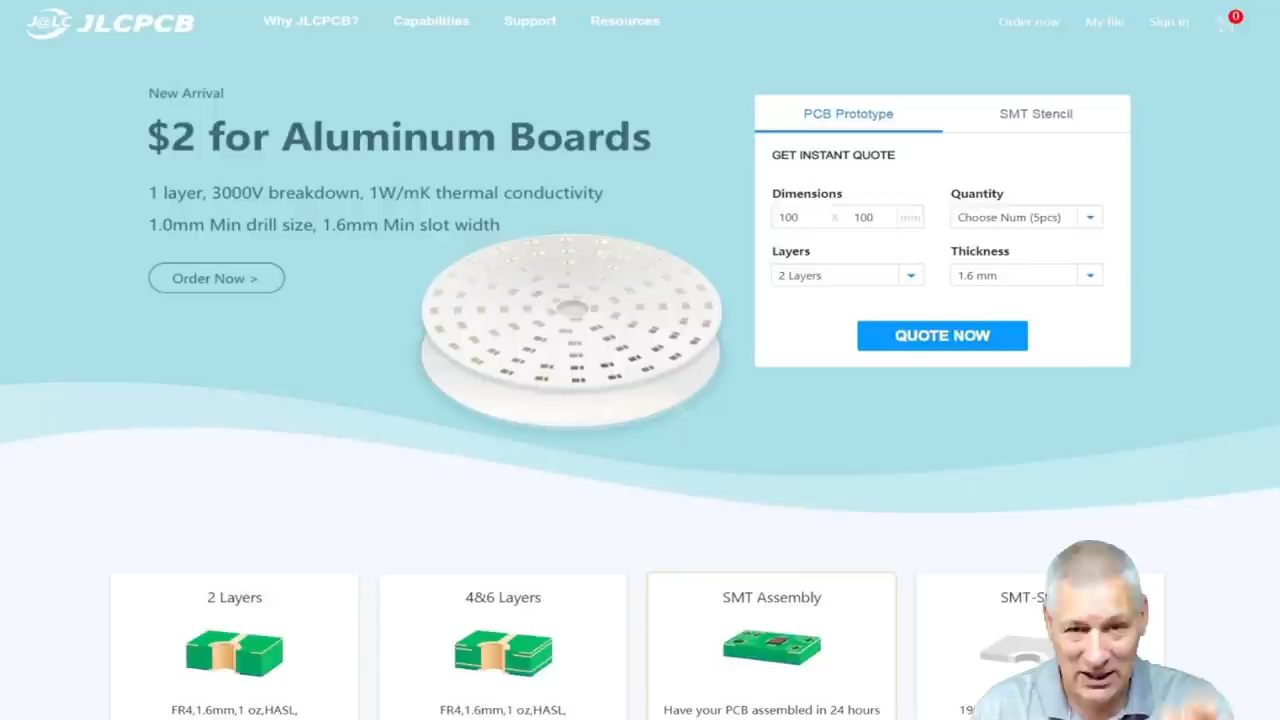 J@LC JLCPCB
Why JLCPCB? Capabilities Support Resources
Order now My file Sign in 0
New Arrival
$2 for Aluminum Boards
1 layer, 3000V breakdown, 1W/mK thermal conductivity
1.0mm Min drill size, 1.6mm Min slot width
Order Now >
PCB Prototype SMT Stencil
GET INSTANT QUOTE
Dimensions Quantity
100 X 100 mm Choose Num (5pcs)
Layers Thickness
2 Layers 1.6 mm
QUOTE NOW
2 Layers
FR4,1.6mm,1 oz,HASL,
4&6 Layers
FR4,1.6mm,1 oz,HASL,
SMT Assembly
Have your PCB assembled in 24 hours